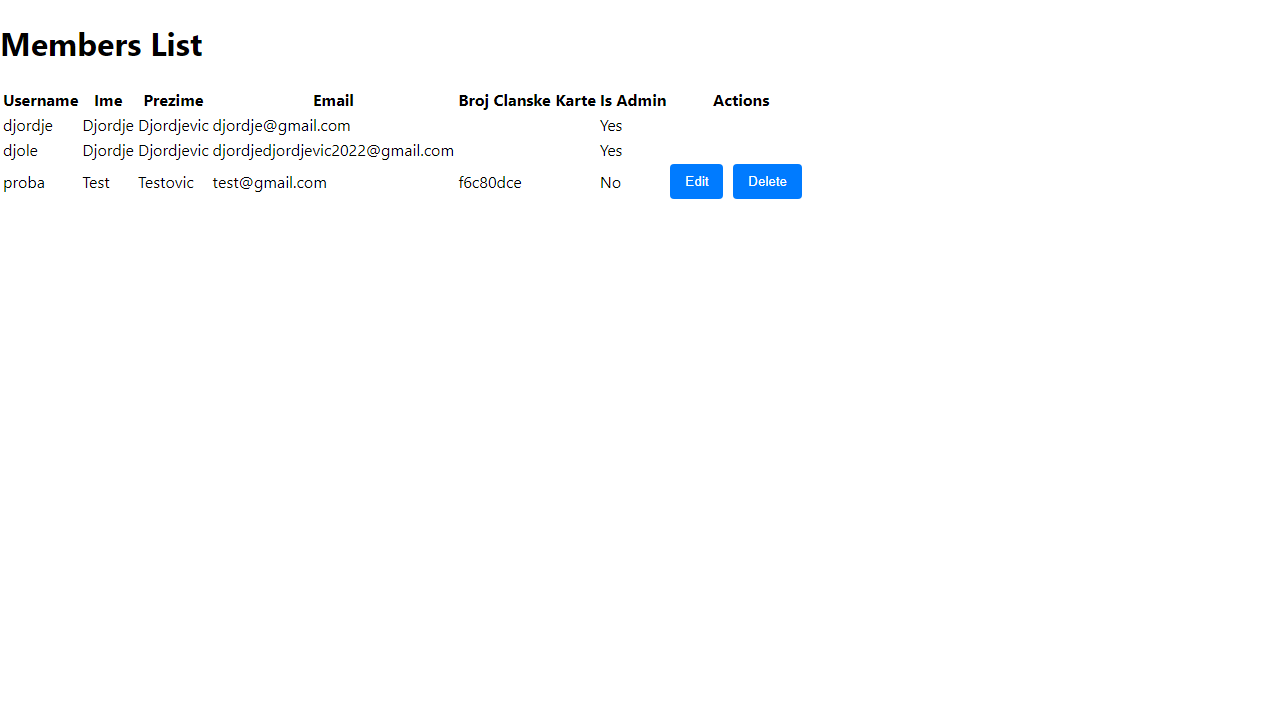 Members List
Username Ime Prezime Email Broj Clanske Karte Is Admin Actions
djordje Djordje Djordjevic djordje@gmail.com Yes
djole Djordje Djordjevic djordjedjordjevic2022@gmail.com Yes
proba Test Testovic test@gmail.com f6c80dce No Edit Delete